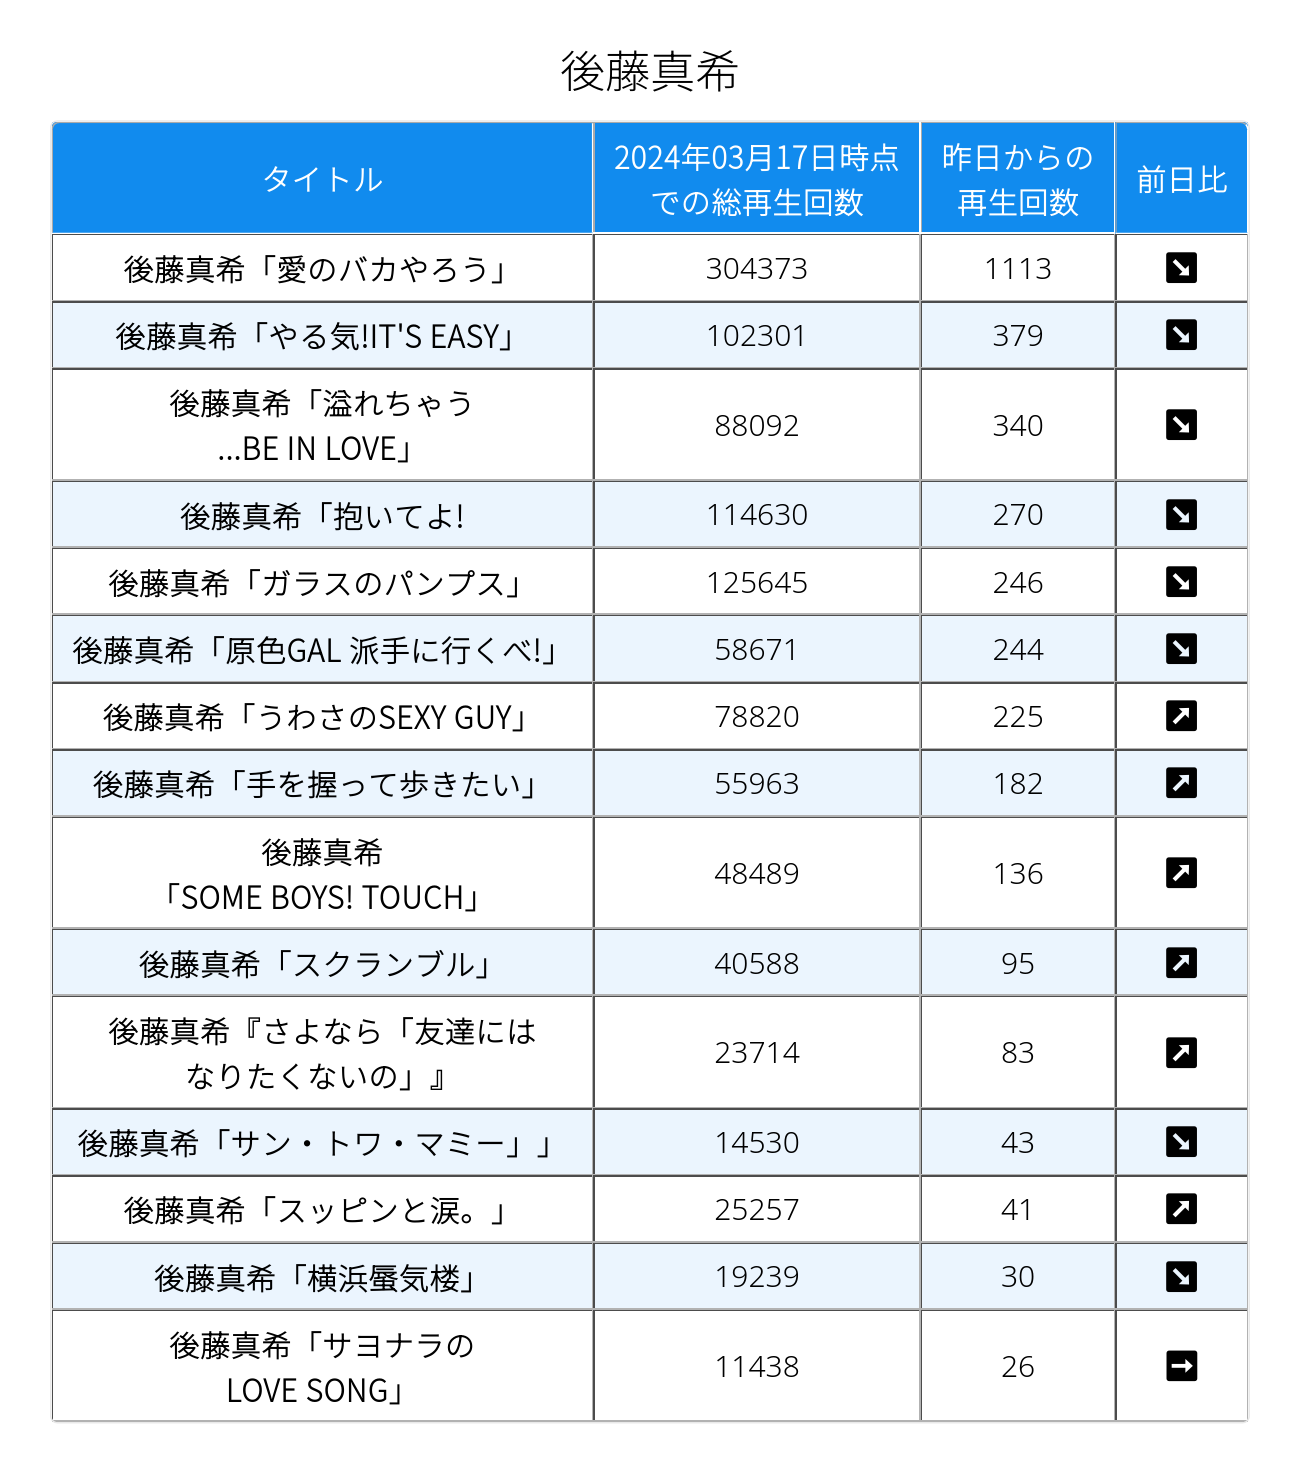 後藤真希
タイトル
2024年03月17日時点
での総再生回数
昨日からの
再生回数
前日比
後藤真希「愛のバカやろう」 304373 1113 ↘
後藤真希「やる気!IT'S EASY」 102301 379 ↘
後藤真希「溢れちゃう
...BE IN LOVE」 88092 340 ↘
後藤真希「抱いてよ! 114630 270 ↘
後藤真希「ガラスのパンプス」 125645 246 ↘
後藤真希「原色GAL 派手に行くべ!」 58671 244 ↘
後藤真希「うわさのSEXY GUY」 78820 225 ↗
後藤真希「手を握って歩きたい」 55963 182 ↗
後藤真希
「SOME BOYS! TOUCH」 48489 136 ↗
後藤真希「スクランブル」 40588 95 ↗
後藤真希『さよなら「友達には
なりたくないの」』 23714 83 ↗
後藤真希「サン・トワ・マミー」」 14530 43 ↘
後藤真希「スッピンと涙。」 25257 41 ↗
後藤真希「横浜蜃気楼」 19239 30 ↘
後藤真希「サヨナラの
LOVE SONG」 11438 26 →